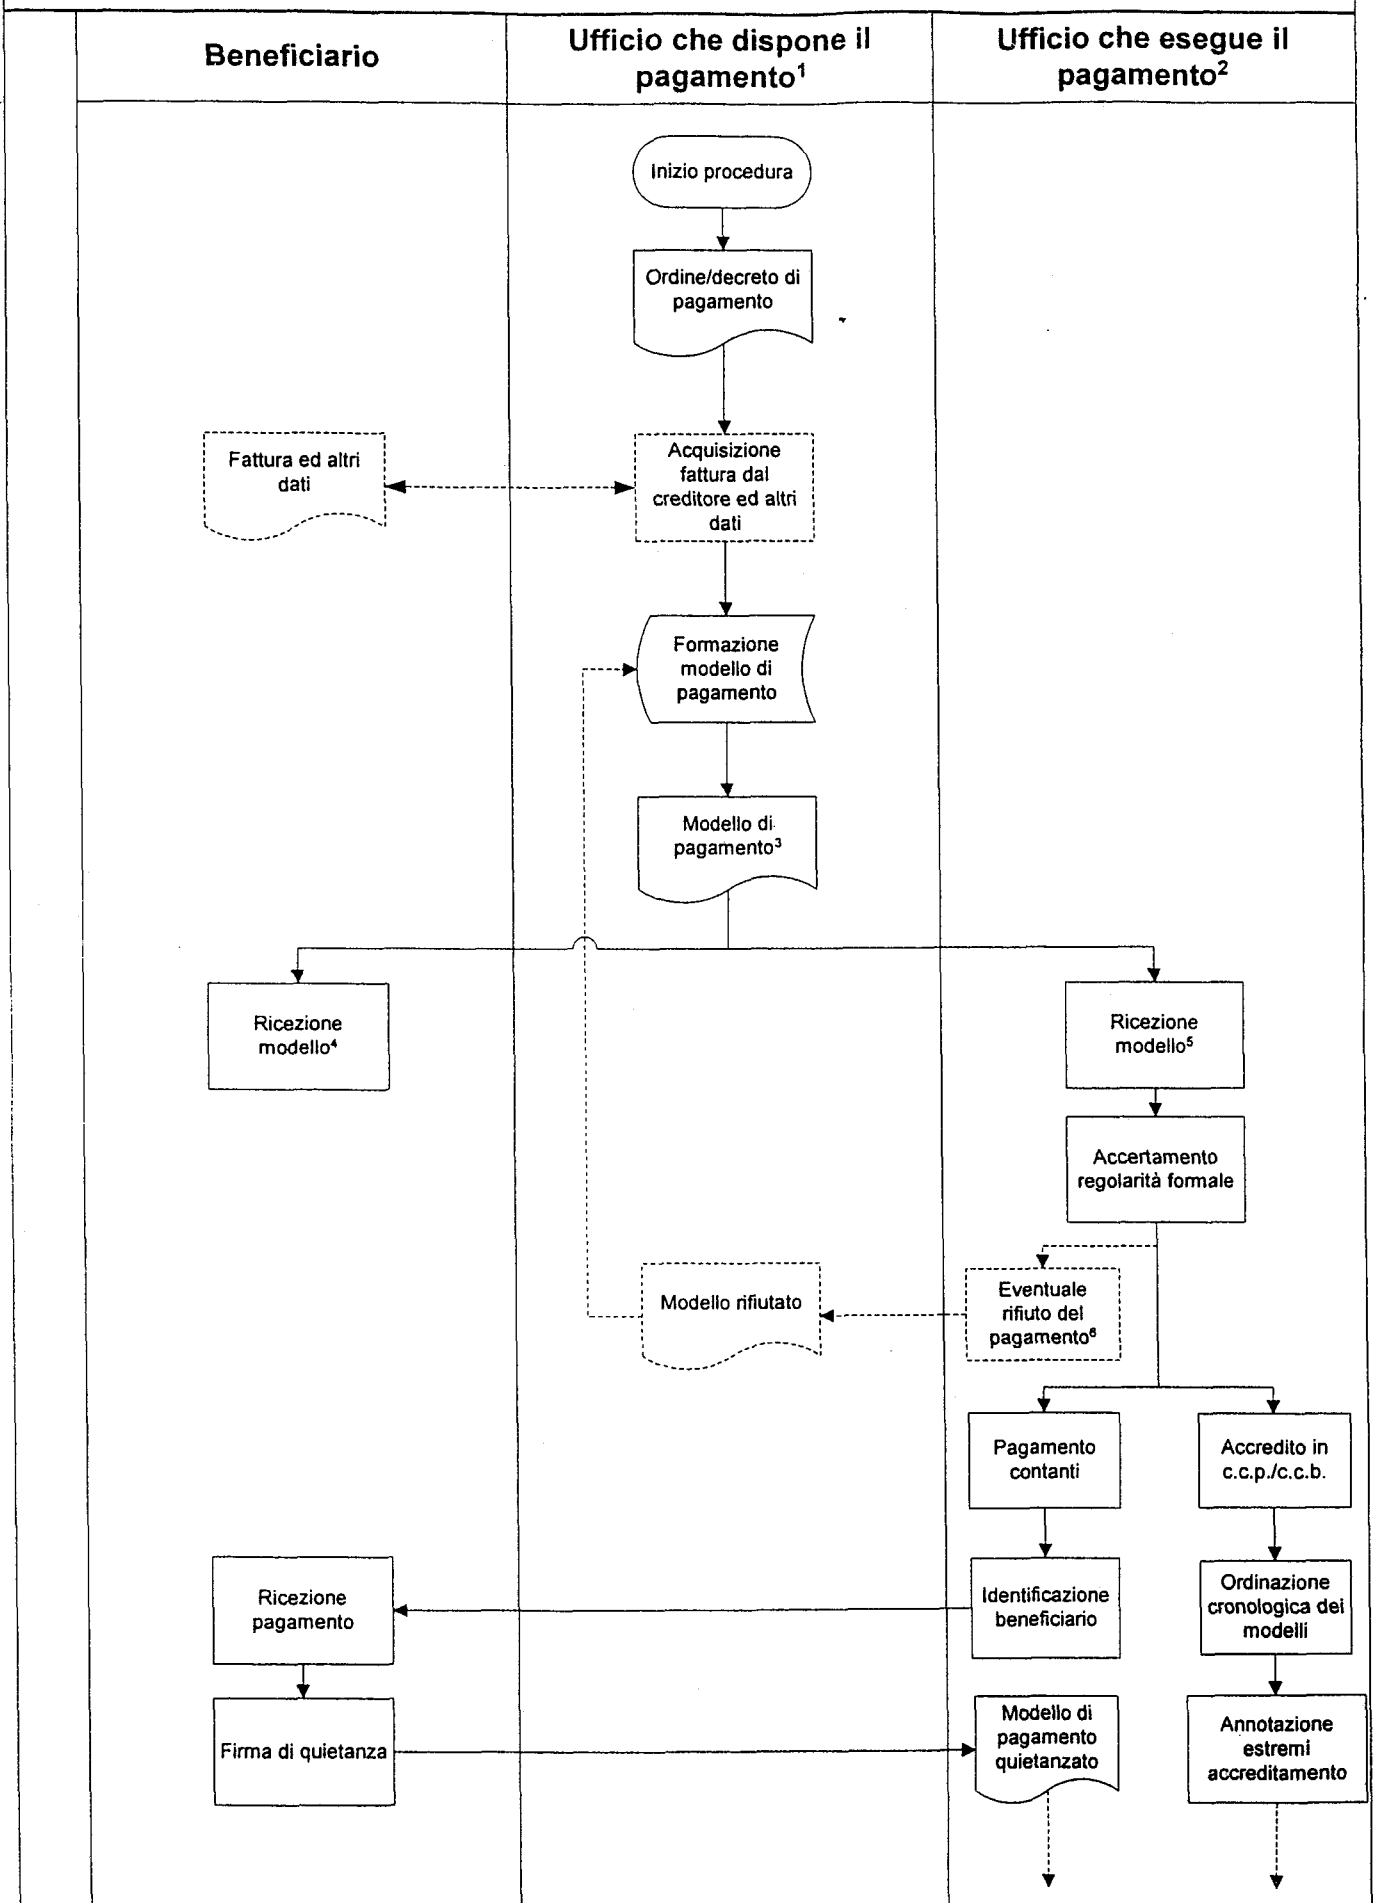 Beneficiario
Ufficio che dispone il
pagamento¹
Ufficio che esegue il
pagamento²
Inizio procedura
Ordine/decreto di
pagamento
Fattura ed altri
dati
Acquisizione
fattura dal
creditore ed altri
dati
Formazione
modello di
pagamento
Modello di
pagamento³
Ricezione
modello⁴
Ricezione
modello⁵
Accertamento
regolarità formale
Modello rifiutato
Eventuale
rifiuto del
pagamento⁶
Pagamento
contanti
Accredito in
c.c.p./c.c.b.
Ricezione
pagamento
Identificazione
beneficiario
Ordinazione
cronologica dei
modelli
Firma di quietanza
Modello di
pagamento
quietanzato
Annotazione
estremi
accreditamento